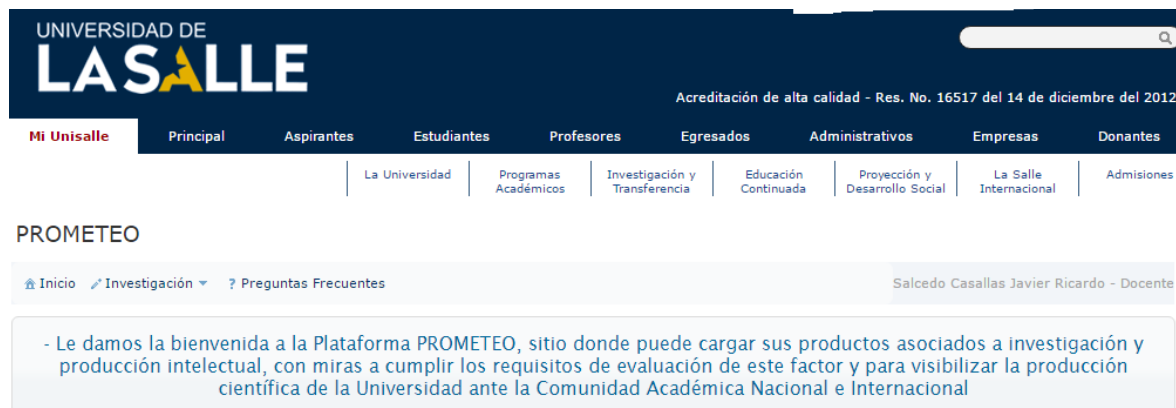 UNIVERSIDAD DE
LASALLE
Acreditación de alta calidad - Res. No. 16517 del 14 de diciembre del 2012
Mi Unisalle Principal Aspirantes Estudiantes Profesores Egresados Administrativos Empresas Donantes
La Universidad Programas Académicos Investigación y Transferencia Educación Continuada Proyección y Desarrollo Social La Salle Internacional Admisiones
PROMETEO
Inicio Investigación ? Preguntas Frecuentes Salcedo Casallas Javier Ricardo - Docente
- Le damos la bienvenida a la Plataforma PROMETEO, sitio donde puede cargar sus productos asociados a investigación y
producción intelectual, con miras a cumplir los requisitos de evaluación de este factor y para visibilizar la producción
científica de la Universidad ante la Comunidad Académica Nacional e Internacional